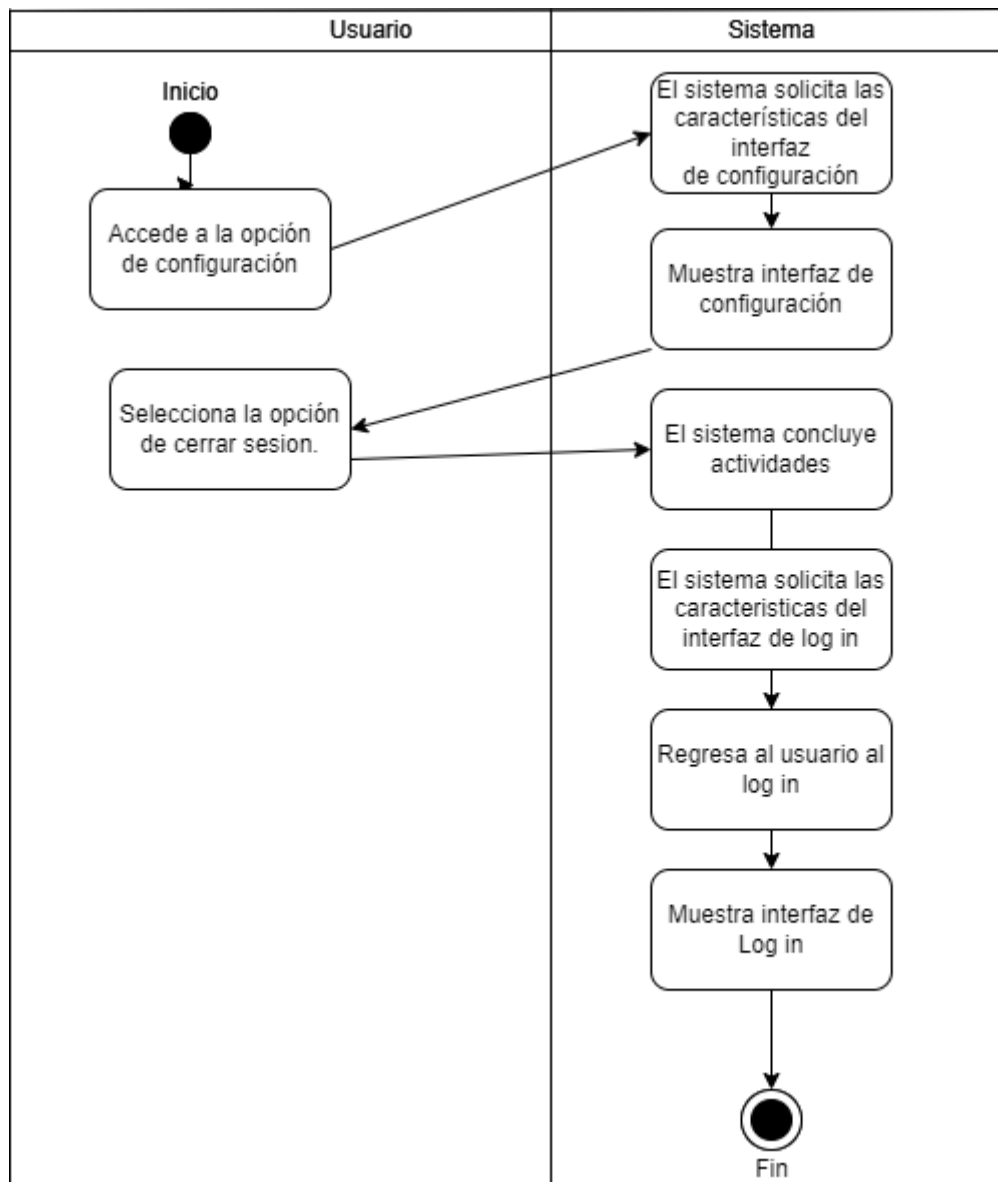 Usuario
Sistema
Inicio
Accede a la opción
de configuración
El sistema solicita las
características del
interfaz
de configuración
Muestra interfaz de
configuración
Selecciona la opción
de cerrar sesion.
El sistema concluye
actividades
El sistema solicita las
caracteristicas del
interfaz de log in
Regresa al usuario al
log in
Muestra interfaz de
Log in
Fin